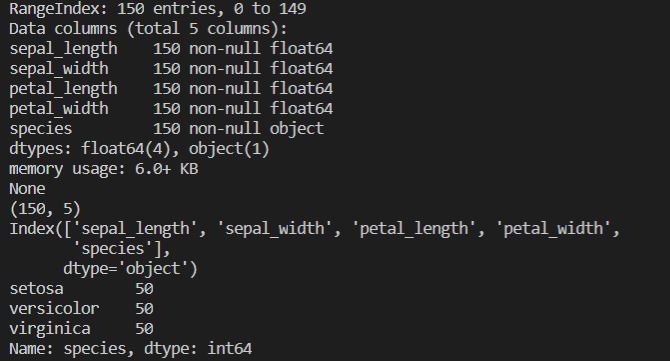 RangeIndex: 150 entries, 0 to 149
Data columns (total 5 columns):
sepal_length    150 non-null float64
sepal_width     150 non-null float64
petal_length    150 non-null float64
petal_width     150 non-null float64
species         150 non-null object
dtypes: float64(4), object(1)
memory usage: 6.0+ KB
None
(150, 5)
Index(['sepal_length', 'sepal_width', 'petal_length', 'petal_width',
       'species'],
      dtype='object')
setosa        50
versicolor    50
virginica     50
Name: species, dtype: int64